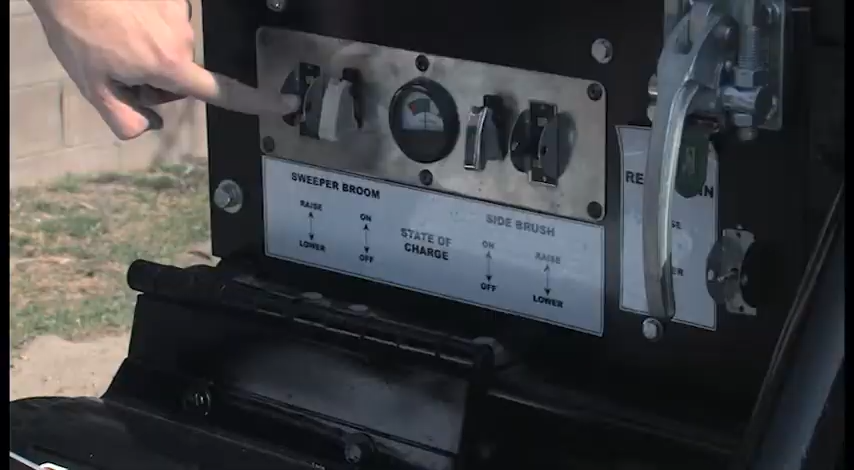 SWEEPER BROOM
RAISE
ON
LOWER
OFF
STATE OF
CHARGE
SIDE BRUSH
ON
RAISE
OFF
LOWER